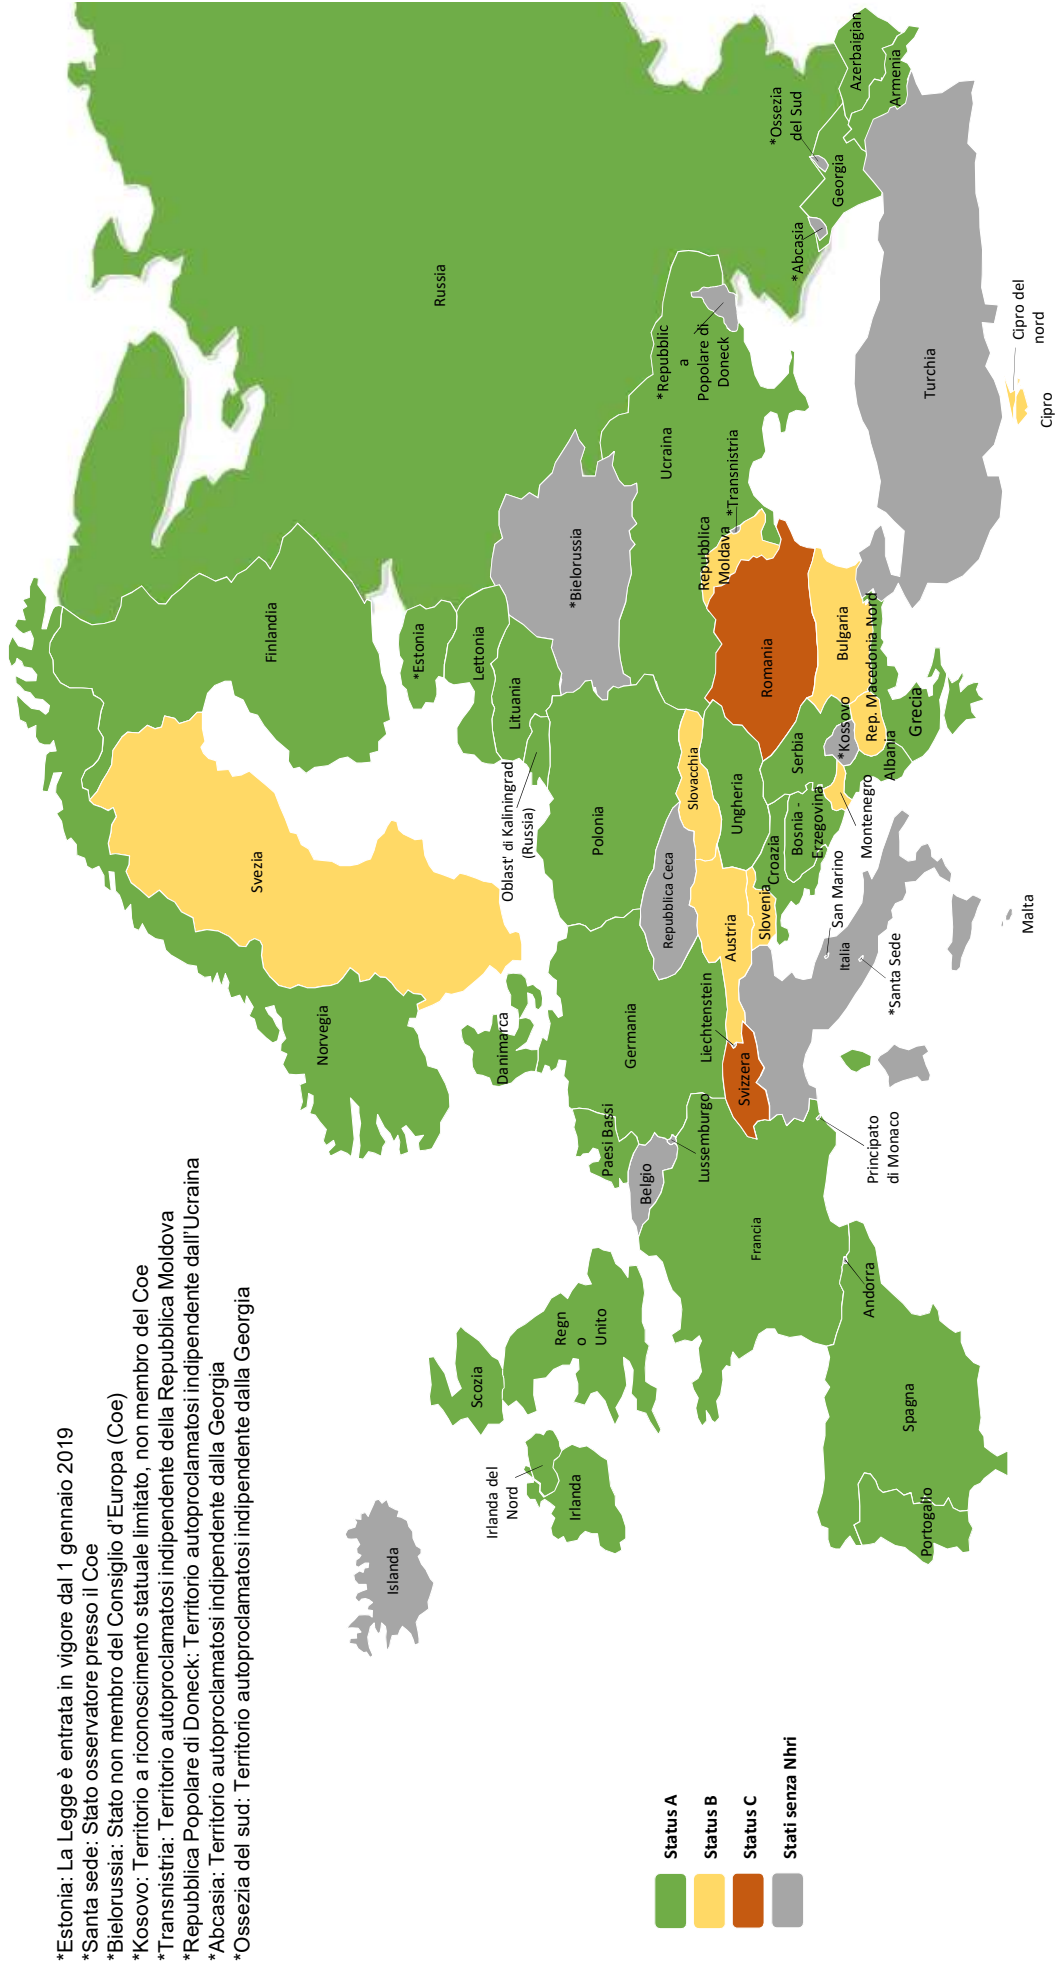 *Estonia: La Legge è entrata in vigore dal 1 gennaio 2019
*Santa sede: Stato osservatore presso il Coe
*Bielorussia: Stato non membro del Consiglio d'Europa (Coe)
*Kosovo: Territorio a riconoscimento statuale limitato, non membro del Coe
*Transnistria: Territorio autoproclamatosi indipendente della Repubblica Moldova
*Repubblica Popolare di Doneck: Territorio autoproclamatosi indipendente dall'Ucraina
*Abcasia: Territorio autoproclamatosi indipendente dalla Georgia
*Ossezia del sud: Territorio autoproclamatosi indipendente dalla Georgia
Islanda
Norvegia
Svezia
Finlandia
Russia
*Estonia
Lettonia
Lituania
Oblast' di Kaliningrad
(Russia)
*Bielorussia
Danimarca
Scozia
Regn
o
Unito
Irlanda del
Nord
Irlanda
Paesi Bassi
Belgio
Lussemburgo
Germania
Polonia
Repubblica Ceca
Slovacchia
Ucraina
*Repubblic
a
Popolare di
Doneck
*Transnistria
Repubblica
Moldava
Romania
Ungheria
Austria
Liechtenstein
Svizzera
Francia
Slovenia
Croazia
Bosnia -
Erzegovina
Serbia
Bulgaria
*Kossovo
Rep. Macedonia Nord
Albania
Grecia
Montenegro
San Marino
Italia
*Santa Sede
Principato
di Monaco
Andorra
Spagna
Portogallo
Malta
Turchia
Cipro del
nord
Cipro
*Abcasia
*Ossezia
del Sud
Georgia
Azerbaigian
Armenia
Status A
Status B
Status C
Stati senza Nhri